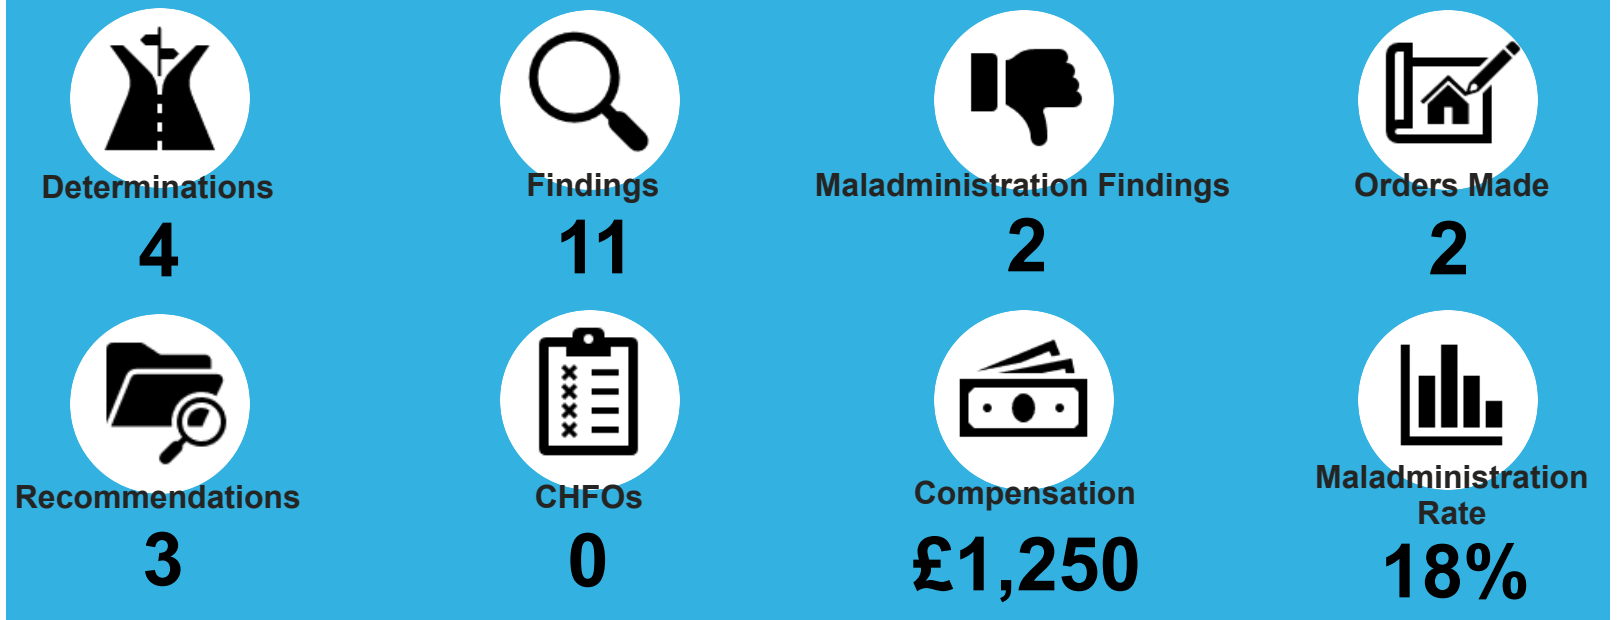 Determinations
4
Findings
11
Maladministration Findings
2
Orders Made
2
Recommendations
3
CHFOs
0
Compensation
£1,250
Maladministration
Rate
18%